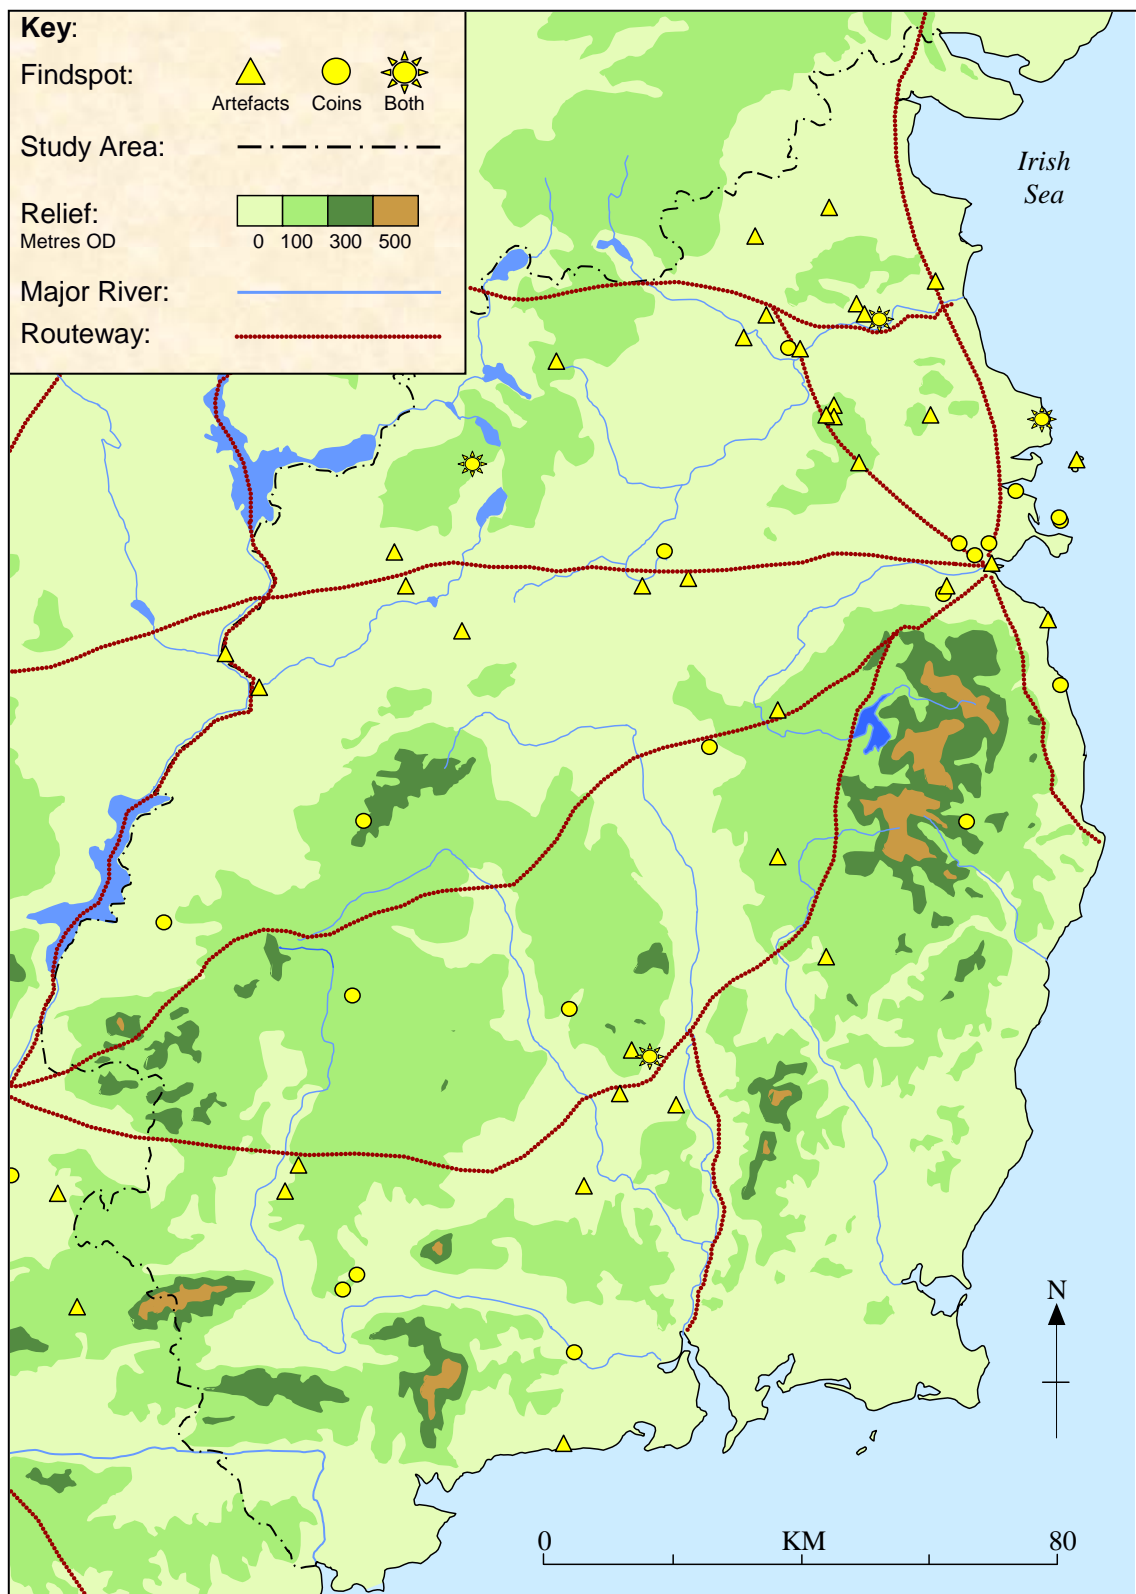 Key:
Findspot:
Artefacts Coins Both
Study Area:
Relief:
Metres OD
0 100 300 500
Major River:
Routeway:
Irish
Sea
N
0 KM 80